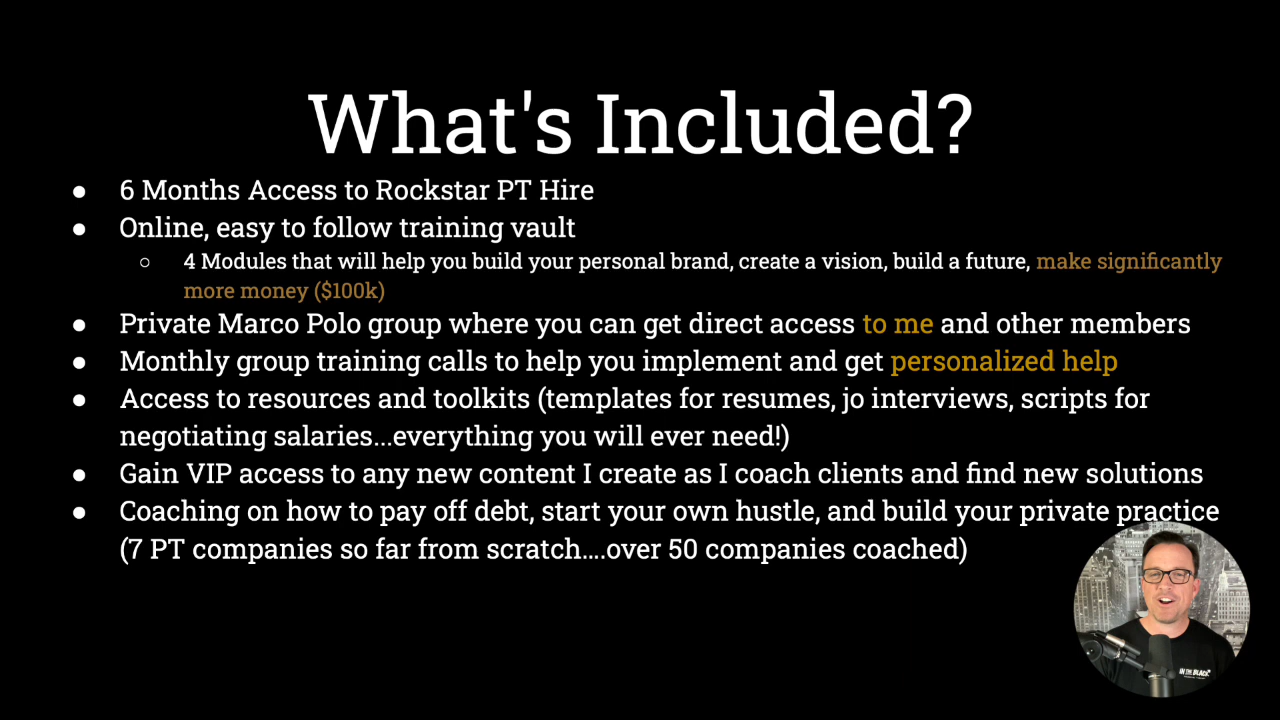 What's Included?
● 6 Months Access to Rockstar PT Hire
● Online, easy to follow training vault
○ 4 Modules that will help you build your personal brand, create a vision, build a future, make significantly
more money ($100k)
● Private Marco Polo group where you can get direct access to me and other members
● Monthly group training calls to help you implement and get personalized help
● Access to resources and toolkits (templates for resumes, jo interviews, scripts for
negotiating salaries...everything you will ever need!)
● Gain VIP access to any new content I create as I coach clients and find new solutions
● Coaching on how to pay off debt, start your own hustle, and build your private practice
(7 PT companies so far from scratch....over 50 companies coached)
IN THE BLACK